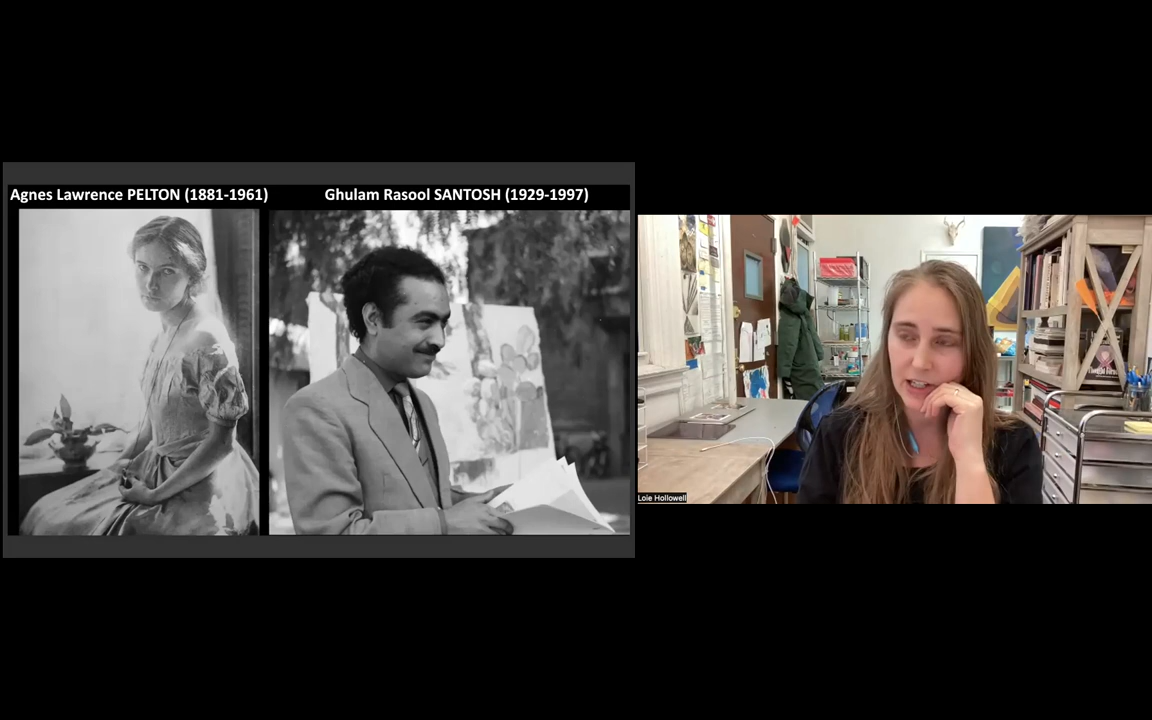 Agnes Lawrence PELTON (1881-1961)
Ghulam Rasool SANTOSH (1929-1997)
Loie Hollowell